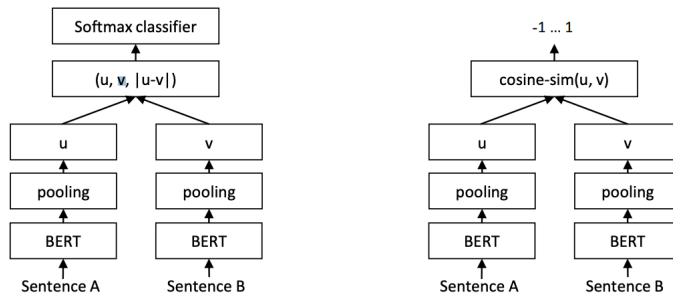 Softmax classifier
(u, v, |u-v|)
u
v
pooling
pooling
BERT
BERT
Sentence A
Sentence B
-1 … 1
cosine-sim(u, v)
u
v
pooling
pooling
BERT
BERT
Sentence A
Sentence B